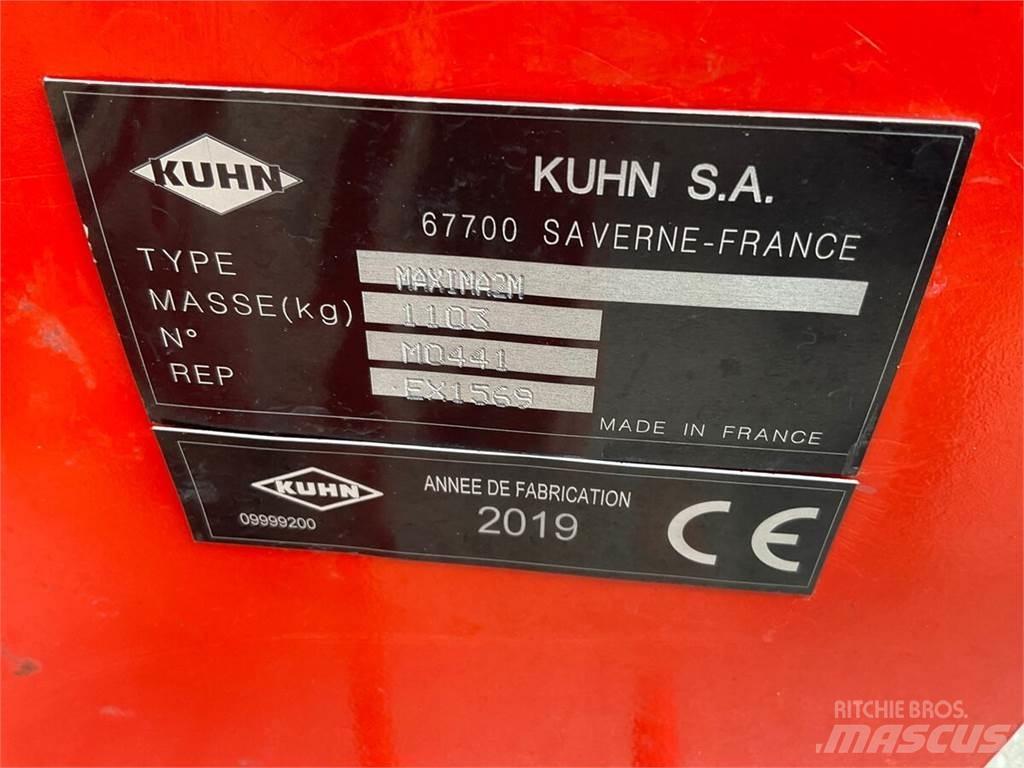 KUHN
KUHN S.A.
67700 SAVERNE-FRANCE
TYPE MAXIMA2M
MASSE(kg) 1103
N° M0441
REP EX1569
MADE IN FRANCE
KUHN
09999200
ANNEE DE FABRICATION
2019
CE
RITCHIE BROS.
MASCUS